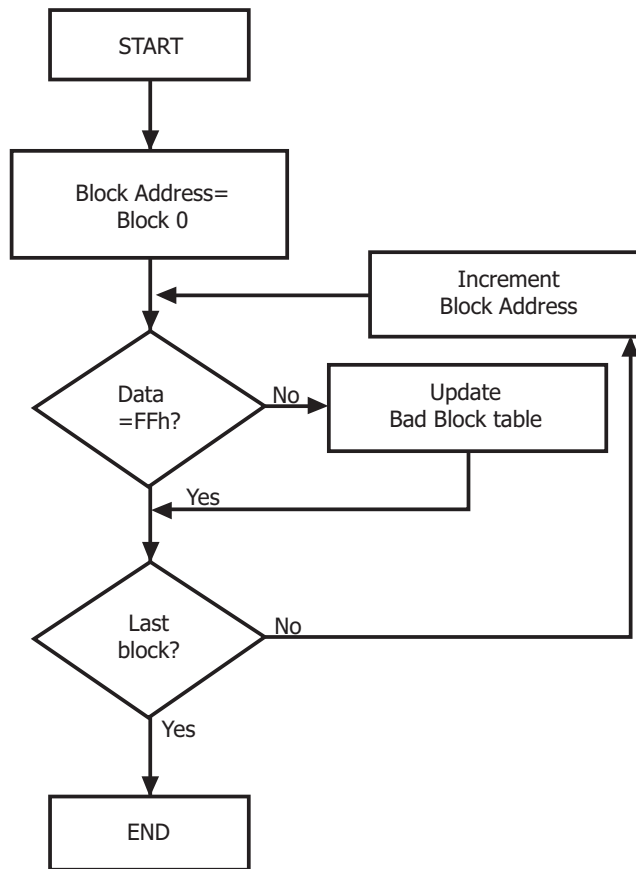 START
Block Address=
Block 0
Increment
Block Address
Data
=FFh?
No
Update
Bad Block table
Yes
Last
block?
No
Yes
END